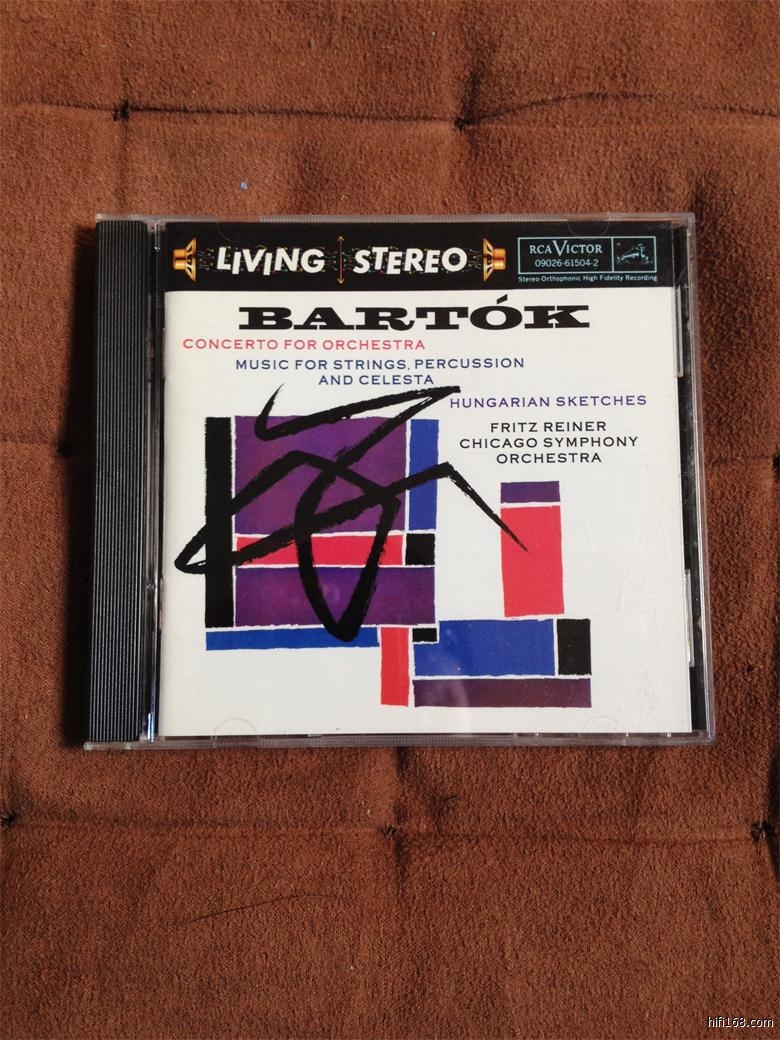 LIVING STEREO
RCA VICTOR
09026-61504-2
Stereo-Orthophonic High Fidelity Recording
BARTÓK
CONCERTO FOR ORCHESTRA
MUSIC FOR STRINGS, PERCUSSION
AND CELESTA
HUNGARIAN SKETCHES
FRITZ REINER
CHICAGO SYMPHONY
ORCHESTRA
hifi168.com